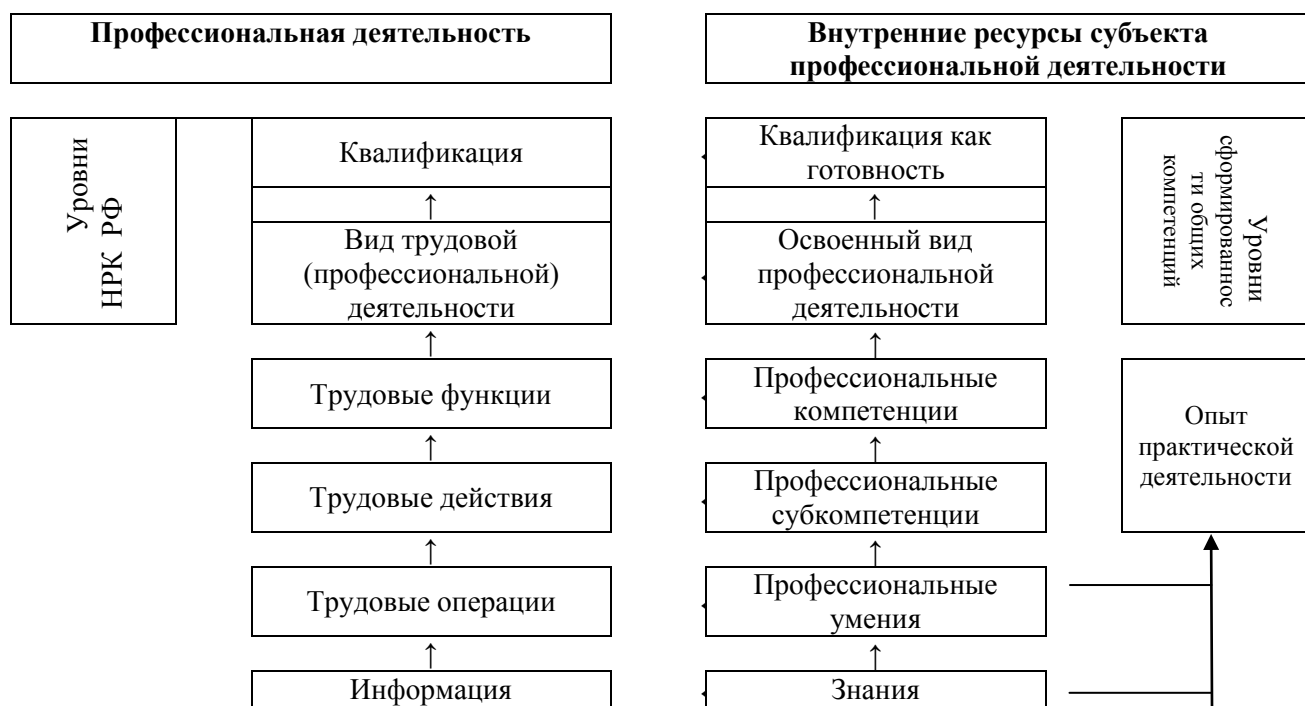 Профессиональная деятельность
Внутренние ресурсы субъекта
профессиональной деятельности
Уровни
НРК РФ
Квалификация
↑
Вид трудовой
(профессиональной)
деятельности
↑
Трудовые функции
↑
Трудовые действия
↑
Трудовые операции
↑
Информация
Квалификация как
готовность
↑
Освоенный вид
профессиональной
деятельности
↑
Профессиональные
компетенции
↑
Профессиональные
субкомпетенции
↑
Профессиональные
умения
↑
Знания
Уровни
сформированнос
ти общих
компетенций
Опыт
практической
деятельности